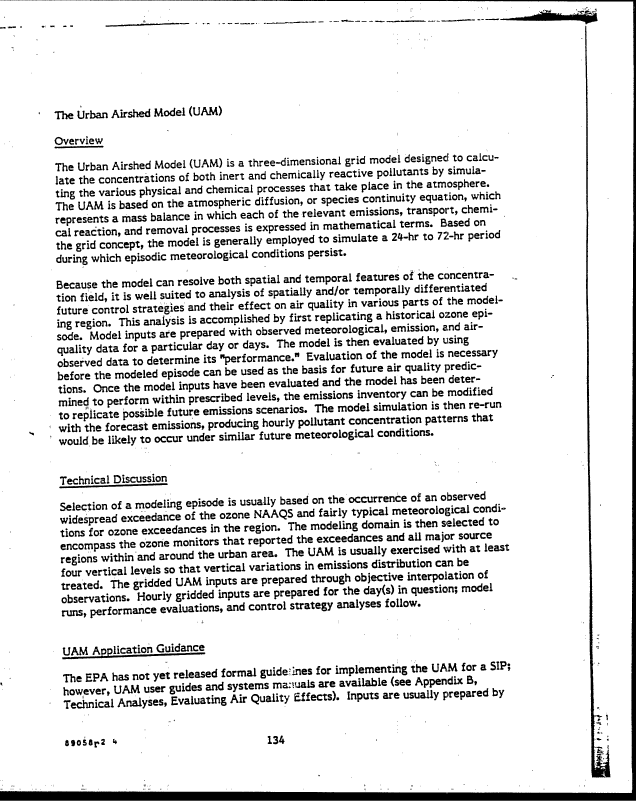 The Urban Airshed Model (UAM)
Overview
The Urban Airshed Model (UAM) is a three-dimensional grid model designed to calcu-
late the concentrations of both inert and chemically reactive pollutants by simula-
ting the various physical and chemical processes that take place in the atmosphere.
The UAM is based on the atmospheric diffusion, or species continuity equation, which
represents a mass balance in which each of the relevant emissions, transport, chemi-
cal reaction, and removal processes is expressed in mathematical terms. Based on
the grid concept, the model is generally employed to simulate a 24-hr to 72-hr period
during which episodic meteorological conditions persist.
Because the model can resolve both spatial and temporal features of the concentra-
tion field, it is well suited to analysis of spatially and/or temporally differentiated
future control strategies and their effect on air quality in various parts of the model-
ing region. This analysis is accomplished by first replicating a historical ozone epi-
sode. Model inputs are prepared with observed meteorological, emission, and air-
quality data for a particular day or days. The model is then evaluated by using
observed data to determine its "performance." Evaluation of the model is necessary
before the modeled episode can be used as the basis for future air quality predic-
tions. Once the model inputs have been evaluated and the model has been deter-
mined to perform within prescribed levels, the emissions inventory can be modified
to replicate possible future emissions scenarios. The model simulation is then re-run
with the forecast emissions, producing hourly pollutant concentration patterns that
would be likely to occur under similar future meteorological conditions.
Technical Discussion
Selection of a modeling episode is usually based on the occurrence of an observed
widespread exceedance of the ozone NAAQS and fairly typical meteorological condi-
tions for ozone exceedances in the region. The modeling domain is then selected to
encompass the ozone monitors that reported the exceedances and all major source
regions within and around the urban area. The UAM is usually exercised with at least
four vertical levels so that vertical variations in emissions distribution can be
treated. The gridded UAM inputs are prepared through objective interpolation of
observations. Hourly gridded inputs are prepared for the day(s) in question; model
runs, performance evaluations, and control strategy analyses follow.
UAM Application Guidance
The EPA has not yet released formal guidelines for implementing the UAM for a SIP;
however, UAM user guides and systems manuals are available (see Appendix B,
Technical Analyses, Evaluating Air Quality Effects). Inputs are usually prepared by
89058r2 4
134